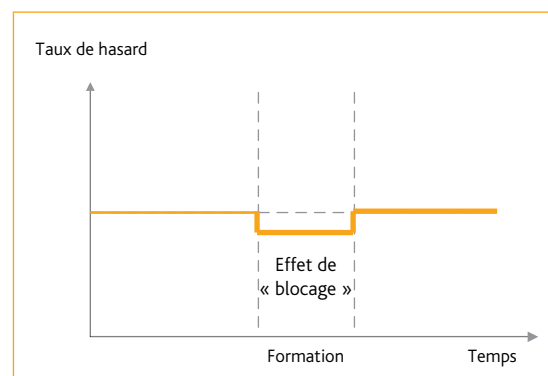 Taux de hasard
Effet de
« blocage »
Formation
Temps